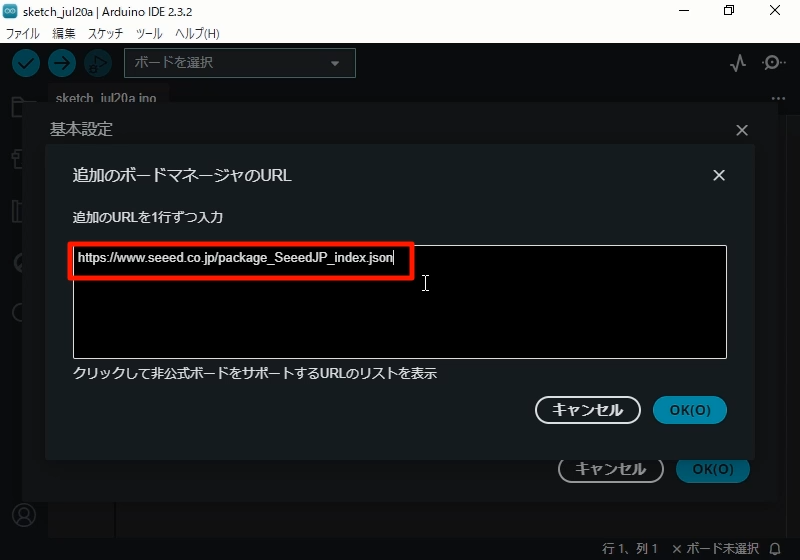 sketch_jul20a | Arduino IDE 2.3.2
ファイル 編集 スケッチ ツール ヘルプ(H)
ボードを選択
sketch_jul20a.ino
基本設定
追加のボードマネージャのURL
追加のURLを1行ずつ入力
https://www.seeed.co.jp/package_SeeedJP_index.json
クリックして非公式ボードをサポートするURLのリストを表示
キャンセル OK(O)
キャンセル OK(O)
行 1、列 1 ボード未選択